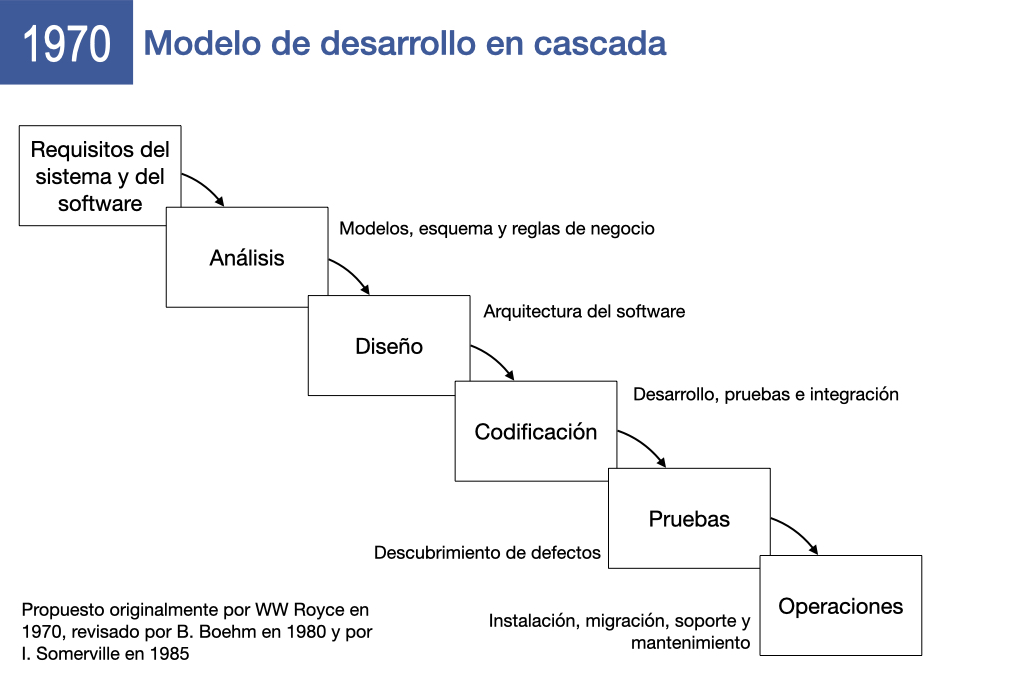 1970
Modelo de desarrollo en cascada
Requisitos del
sistema y del
software
Análisis
Modelos, esquema y reglas de negocio
Diseño
Arquitectura del software
Codificación
Desarrollo, pruebas e integración
Pruebas
Descubrimiento de defectos
Operaciones
Instalación, migración, soporte y
mantenimiento
Propuesto originalmente por WW Royce en
1970, revisado por B. Boehm en 1980 y por
I. Somerville en 1985